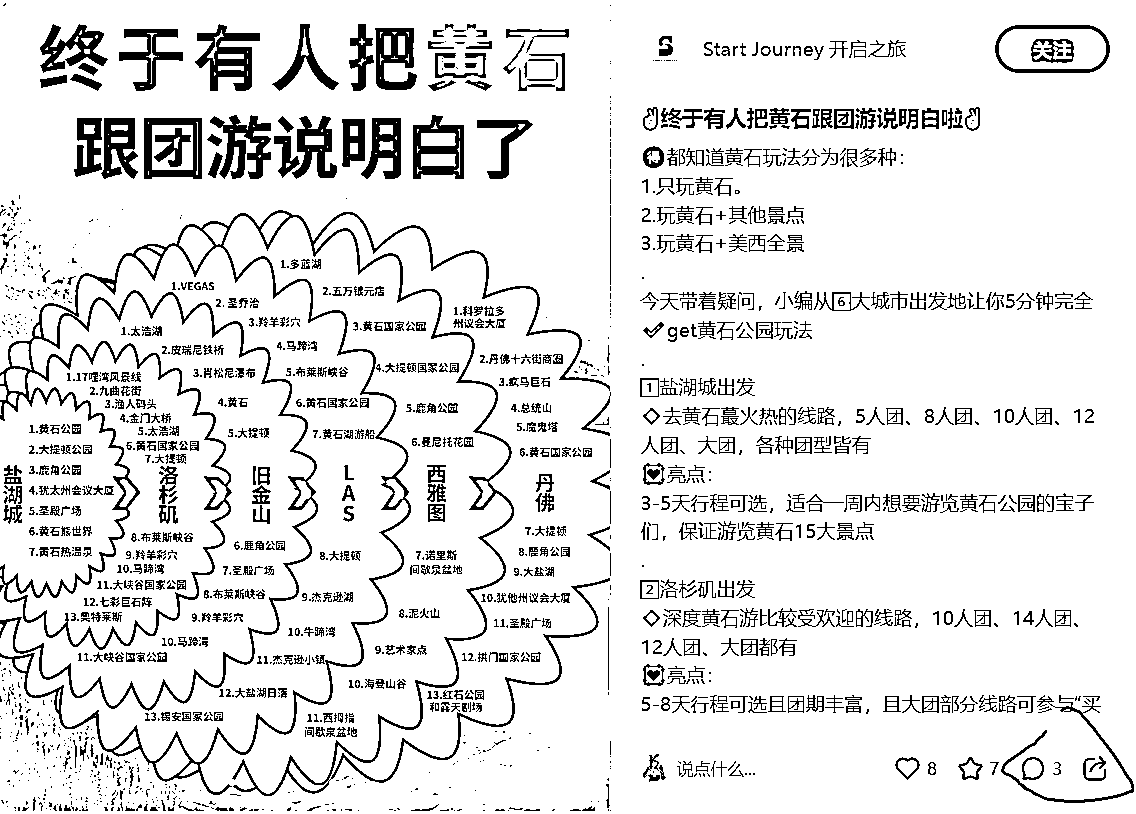 终于有人把黄石
跟团游说明白了
盐湖城
1.黄石公园
2.大提顿公园
3.鹿角公园
4.犹太州会议大厦
5.圣殿广场
6.黄石熊世界
7.黄石热温泉
洛杉矶
1.17哩湾风景线
2.九曲花街
3.渔人码头
4.金门大桥
5.太浩湖
6.黄石国家公园
7.大提顿
8.布莱斯峡谷
9.羚羊彩穴
10.马蹄湾
11.大峡谷国家公园
12.七彩巨石阵
13.奥特莱斯
旧金山
1.太浩湖
2.皮瑞尼铁桥
3.肖松尼瀑布
4.黄石
5.大提顿
6.鹿角公园
7.圣殿广场
8.布莱斯峡谷
9.羚羊彩穴
10.马蹄湾
11.大峡谷国家公园
LAS
1.VEGAS
2.圣乔治
3.羚羊彩穴
4.马蹄湾
5.布莱斯峡谷
6.黄石国家公园
7.黄石湖游船
8.大提顿
9.杰克逊湖
10.牛蹄湾
11.杰克逊小镇
12.大盐湖日落
13.锡安国家公园
西雅图
1.多蓝湖
2.五万银元店
3.黄石国家公园
4.大提顿国家公园
5.鹿角公园
6.曼尼托花园
7.诺里斯
间歇泉盆地
8.泥火山
9.艺术家点
10.海登山谷
11.西拇指
间歇泉盆地
丹佛
1.科罗拉多
州议会大厦
2.丹佛十六街商圈
3.疯马巨石
4.总统山
5.魔鬼塔
6.黄石国家公园
7.大提顿
8.鹿角公园
9.大盐湖
10.犹他州议会大厦
11.圣殿广场
12.拱门国家公园
13.红石公园
和露天剧场
Start Journey 开启之旅
关注
✌终于有人把黄石跟团游说明白啦✌
都知道黄石玩法分为很多种：
1.只玩黄石。
2.玩黄石+其他景点
3.玩黄石+美西全景
.
今天带着疑问，小编从6大城市出发地让你5分钟完全
✔get黄石公园玩法
.
1盐湖城出发
◇去黄石蕞火热的线路，5人团、8人团、10人团、12
人团、大团，各种团型皆有
亮点：
3-5天行程可选，适合一周内想要游览黄石公园的宝子
们，保证游览黄石15大景点
.
2洛杉矶出发
◇深度黄石游比较受欢迎的线路，10人团、14人团、
12人团、大团都有
亮点：
5-8天行程可选且团期丰富，且大团部分线路可参与“买
说点什么...
8
7
3